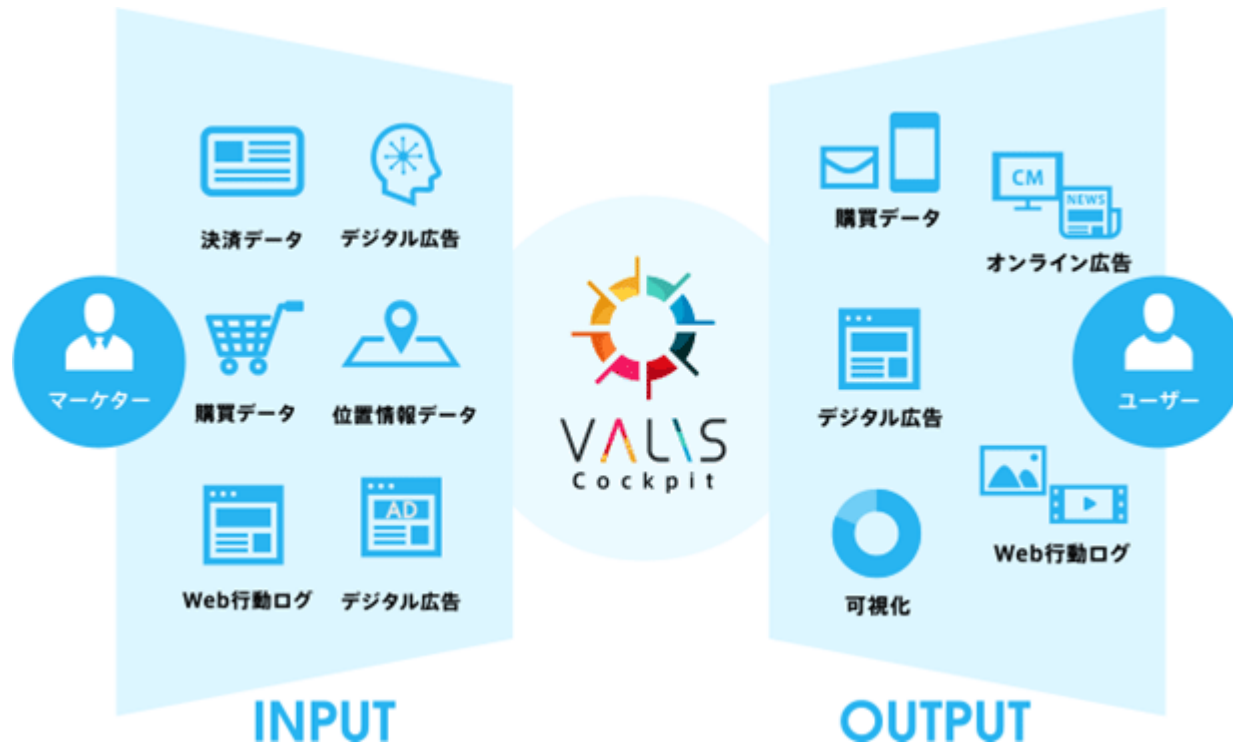 決済データ
デジタル広告
マーケター
購買データ
位置情報データ
Web行動ログ
AD
デジタル広告
INPUT
VALIS
Cockpit
購買データ
CM
NEWS
オンライン広告
デジタル広告
ユーザー
可視化
Web行動ログ
OUTPUT